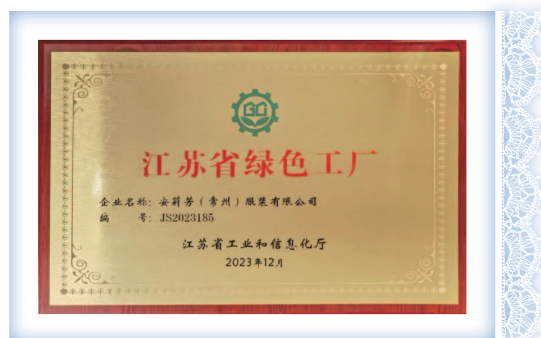 江苏省绿色工厂
企业名称：安莉芳（常州）服装有限公司
编　　号：JS2023185
江苏省工业和信息化厅
2023年12月